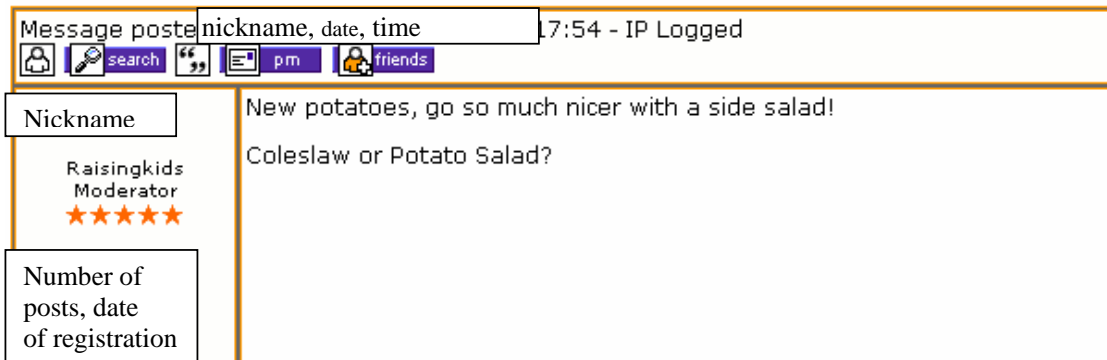 Message poste nickname, date, time 17:54 - IP Logged
search pm friends
Nickname
New potatoes, go so much nicer with a side salad!
Coleslaw or Potato Salad?
Raisingkids
Moderator
Number of
posts, date
of registration